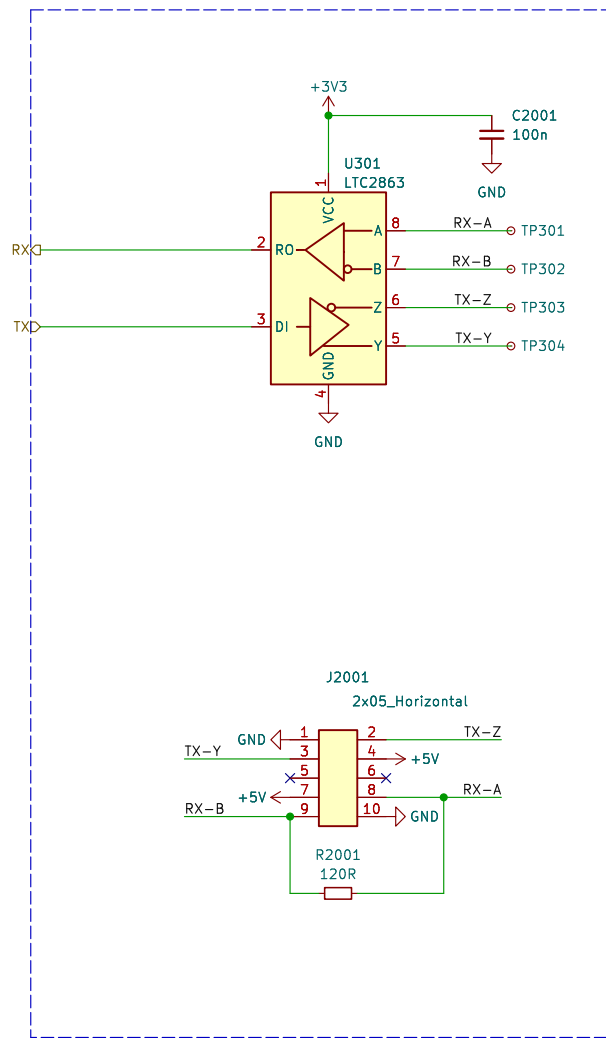 +3V3
C2001
100n
GND
U301
LTC2863
1
VCC
RX
2
RO
A
8
RX-A
TP301
B
7
RX-B
TP302
Z
6
TX-Z
TP303
TX
3
DI
Y
5
TX-Y
TP304
GND
4
GND
J2001
2x05_Horizontal
GND
1
2
TX-Z
TX-Y
3
4
+5V
5
6
+5V
7
8
RX-A
RX-B
9
10
GND
R2001
120R